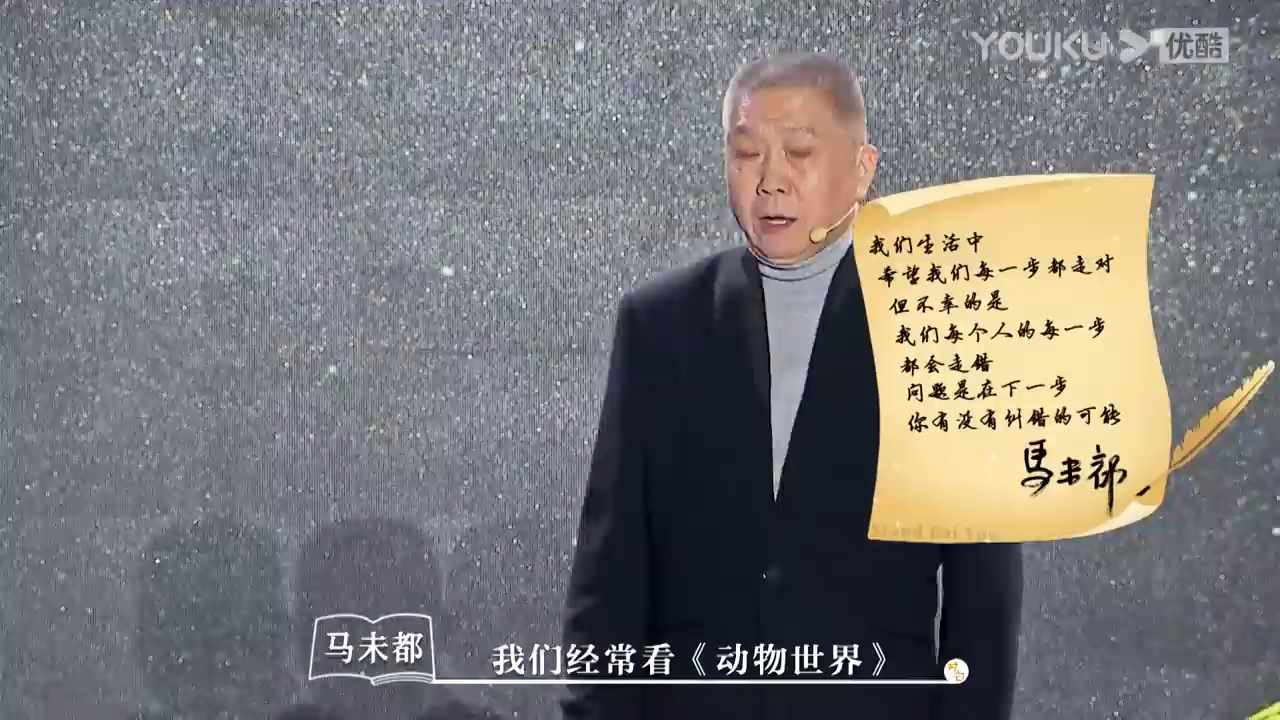 YOUKU 优酷
我们生活中
希望我们每一步都走对
但不幸的是
我们每个人的每一步
都会走错
问题是在下一步
你有没有纠错的可能
马未都
马未都
我们经常看《动物世界》